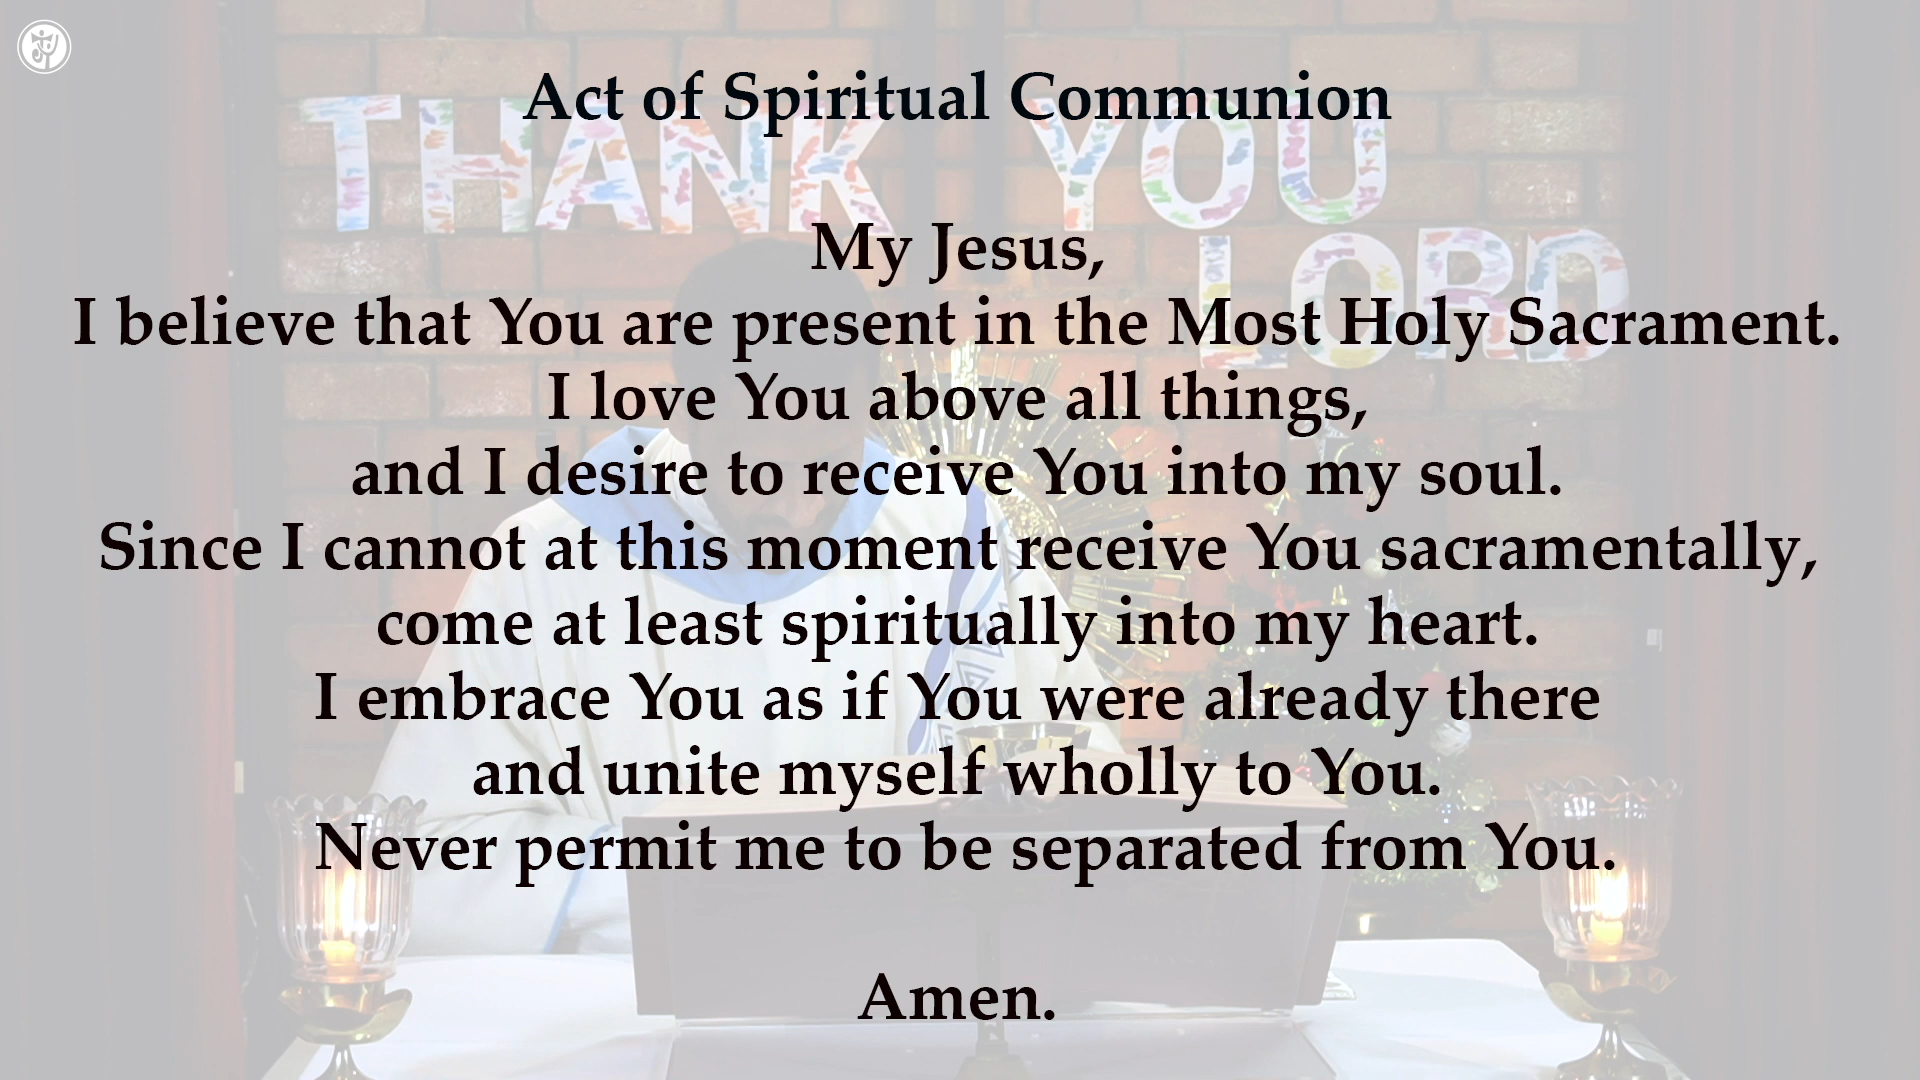 Act of Spiritual Communion
THANK YOU
LORD
My Jesus,
I believe that You are present in the Most Holy Sacrament.
I love You above all things,
and I desire to receive You into my soul.
Since I cannot at this moment receive You sacramentally,
come at least spiritually into my heart.
I embrace You as if You were already there
and unite myself wholly to You.
Never permit me to be separated from You.
Amen.